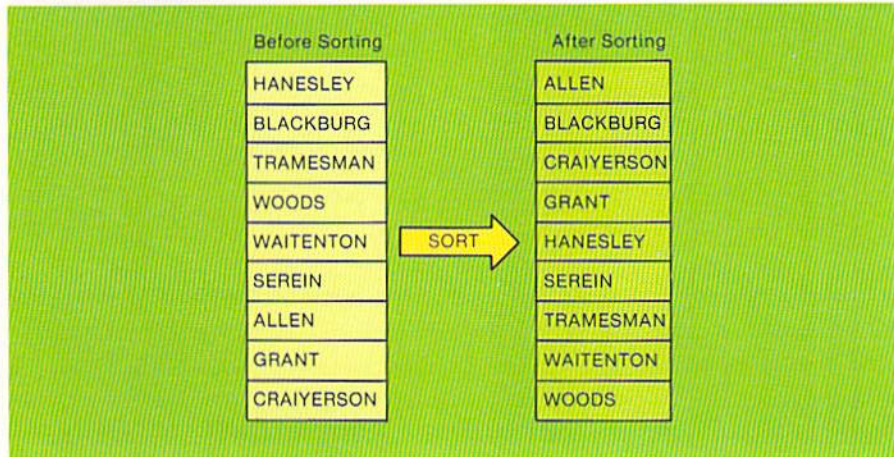 Before Sorting
HANESLEY
BLACKBURG
TRAMESMAN
WOODS
WAITENTON
SEREIN
ALLEN
GRANT
CRAIYERSON
SORT
After Sorting
ALLEN
BLACKBURG
CRAIYERSON
GRANT
HANESLEY
SEREIN
TRAMESMAN
WAITENTON
WOODS